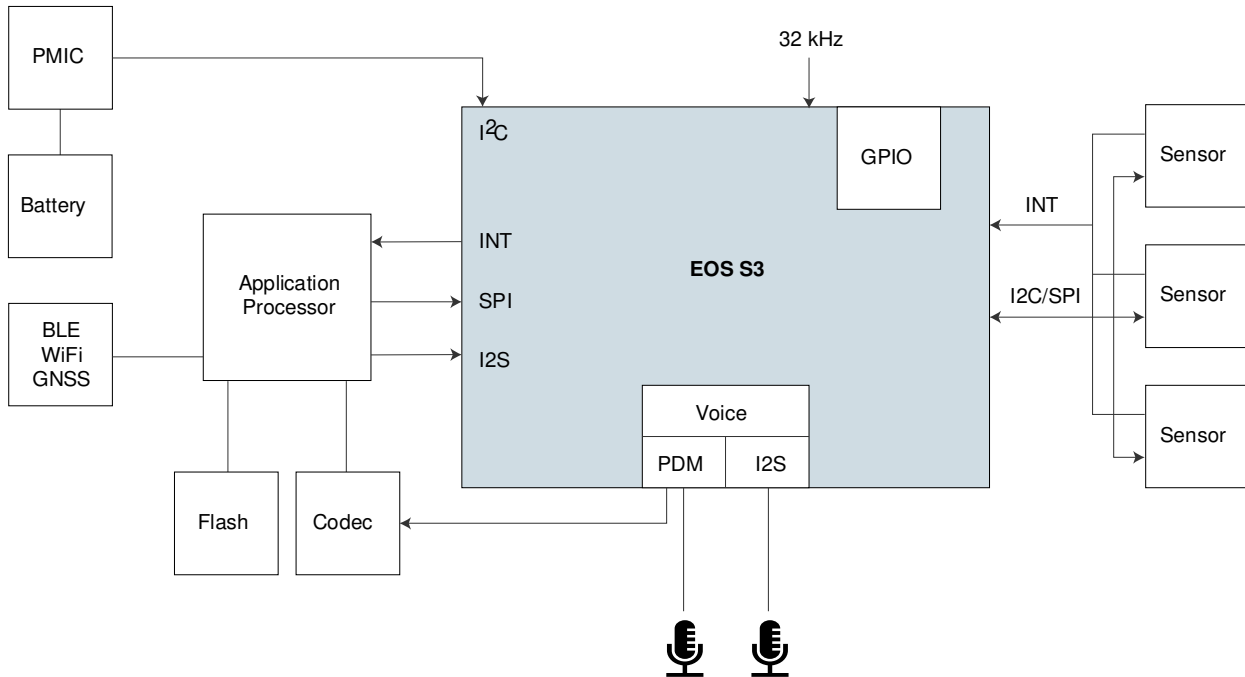 PMIC
32 kHz
I²C
GPIO
Sensor
Battery
INT
INT
Application
Processor
EOS S3
SPI
I2C/SPI
Sensor
BLE
WiFi
GNSS
I2S
Voice
Sensor
PDM
I2S
Flash
Codec